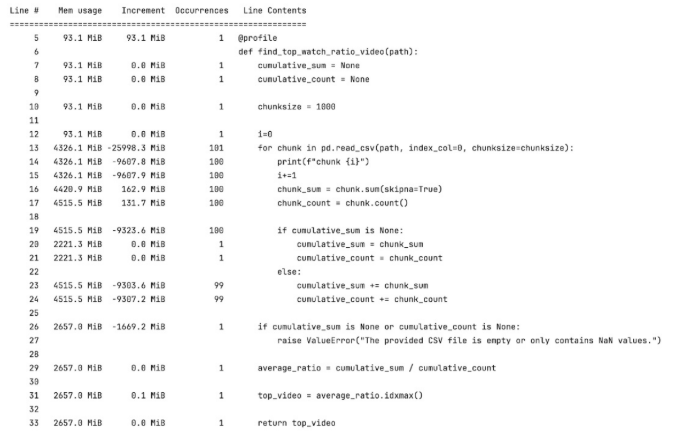 Line # Mem usage Increment Occurrences Line Contents
============================================================
5 93.1 MiB 93.1 MiB 1 @profile
6 def find_top_watch_ratio_video(path):
7 93.1 MiB 0.0 MiB 1 cumulative_sum = None
8 93.1 MiB 0.0 MiB 1 cumulative_count = None
9
10 93.1 MiB 0.0 MiB 1 chunksize = 1000
11
12 93.1 MiB 0.0 MiB 1 i=0
13 4326.1 MiB -25998.3 MiB 101 for chunk in pd.read_csv(path, index_col=0, chunksize=chunksize):
14 4326.1 MiB -9607.8 MiB 100 print(f"chunk {i}")
15 4326.1 MiB -9607.9 MiB 100 i+=1
16 4420.9 MiB 162.9 MiB 100 chunk_sum = chunk.sum(skipna=True)
17 4515.5 MiB 131.7 MiB 100 chunk_count = chunk.count()
18
19 4515.5 MiB -9323.6 MiB 100 if cumulative_sum is None:
20 2221.3 MiB 0.0 MiB 1 cumulative_sum = chunk_sum
21 2221.3 MiB 0.0 MiB 1 cumulative_count = chunk_count
22 else:
23 4515.5 MiB -9303.6 MiB 99 cumulative_sum += chunk_sum
24 4515.5 MiB -9307.2 MiB 99 cumulative_count += chunk_count
25
26 2657.0 MiB -1669.2 MiB 1 if cumulative_sum is None or cumulative_count is None:
27 raise ValueError("The provided CSV file is empty or only contains NaN values.")
28
29 2657.0 MiB 0.0 MiB 1 average_ratio = cumulative_sum / cumulative_count
30
31 2657.0 MiB 0.1 MiB 1 top_video = average_ratio.idxmax()
32
33 2657.0 MiB 0.0 MiB 1 return top_video